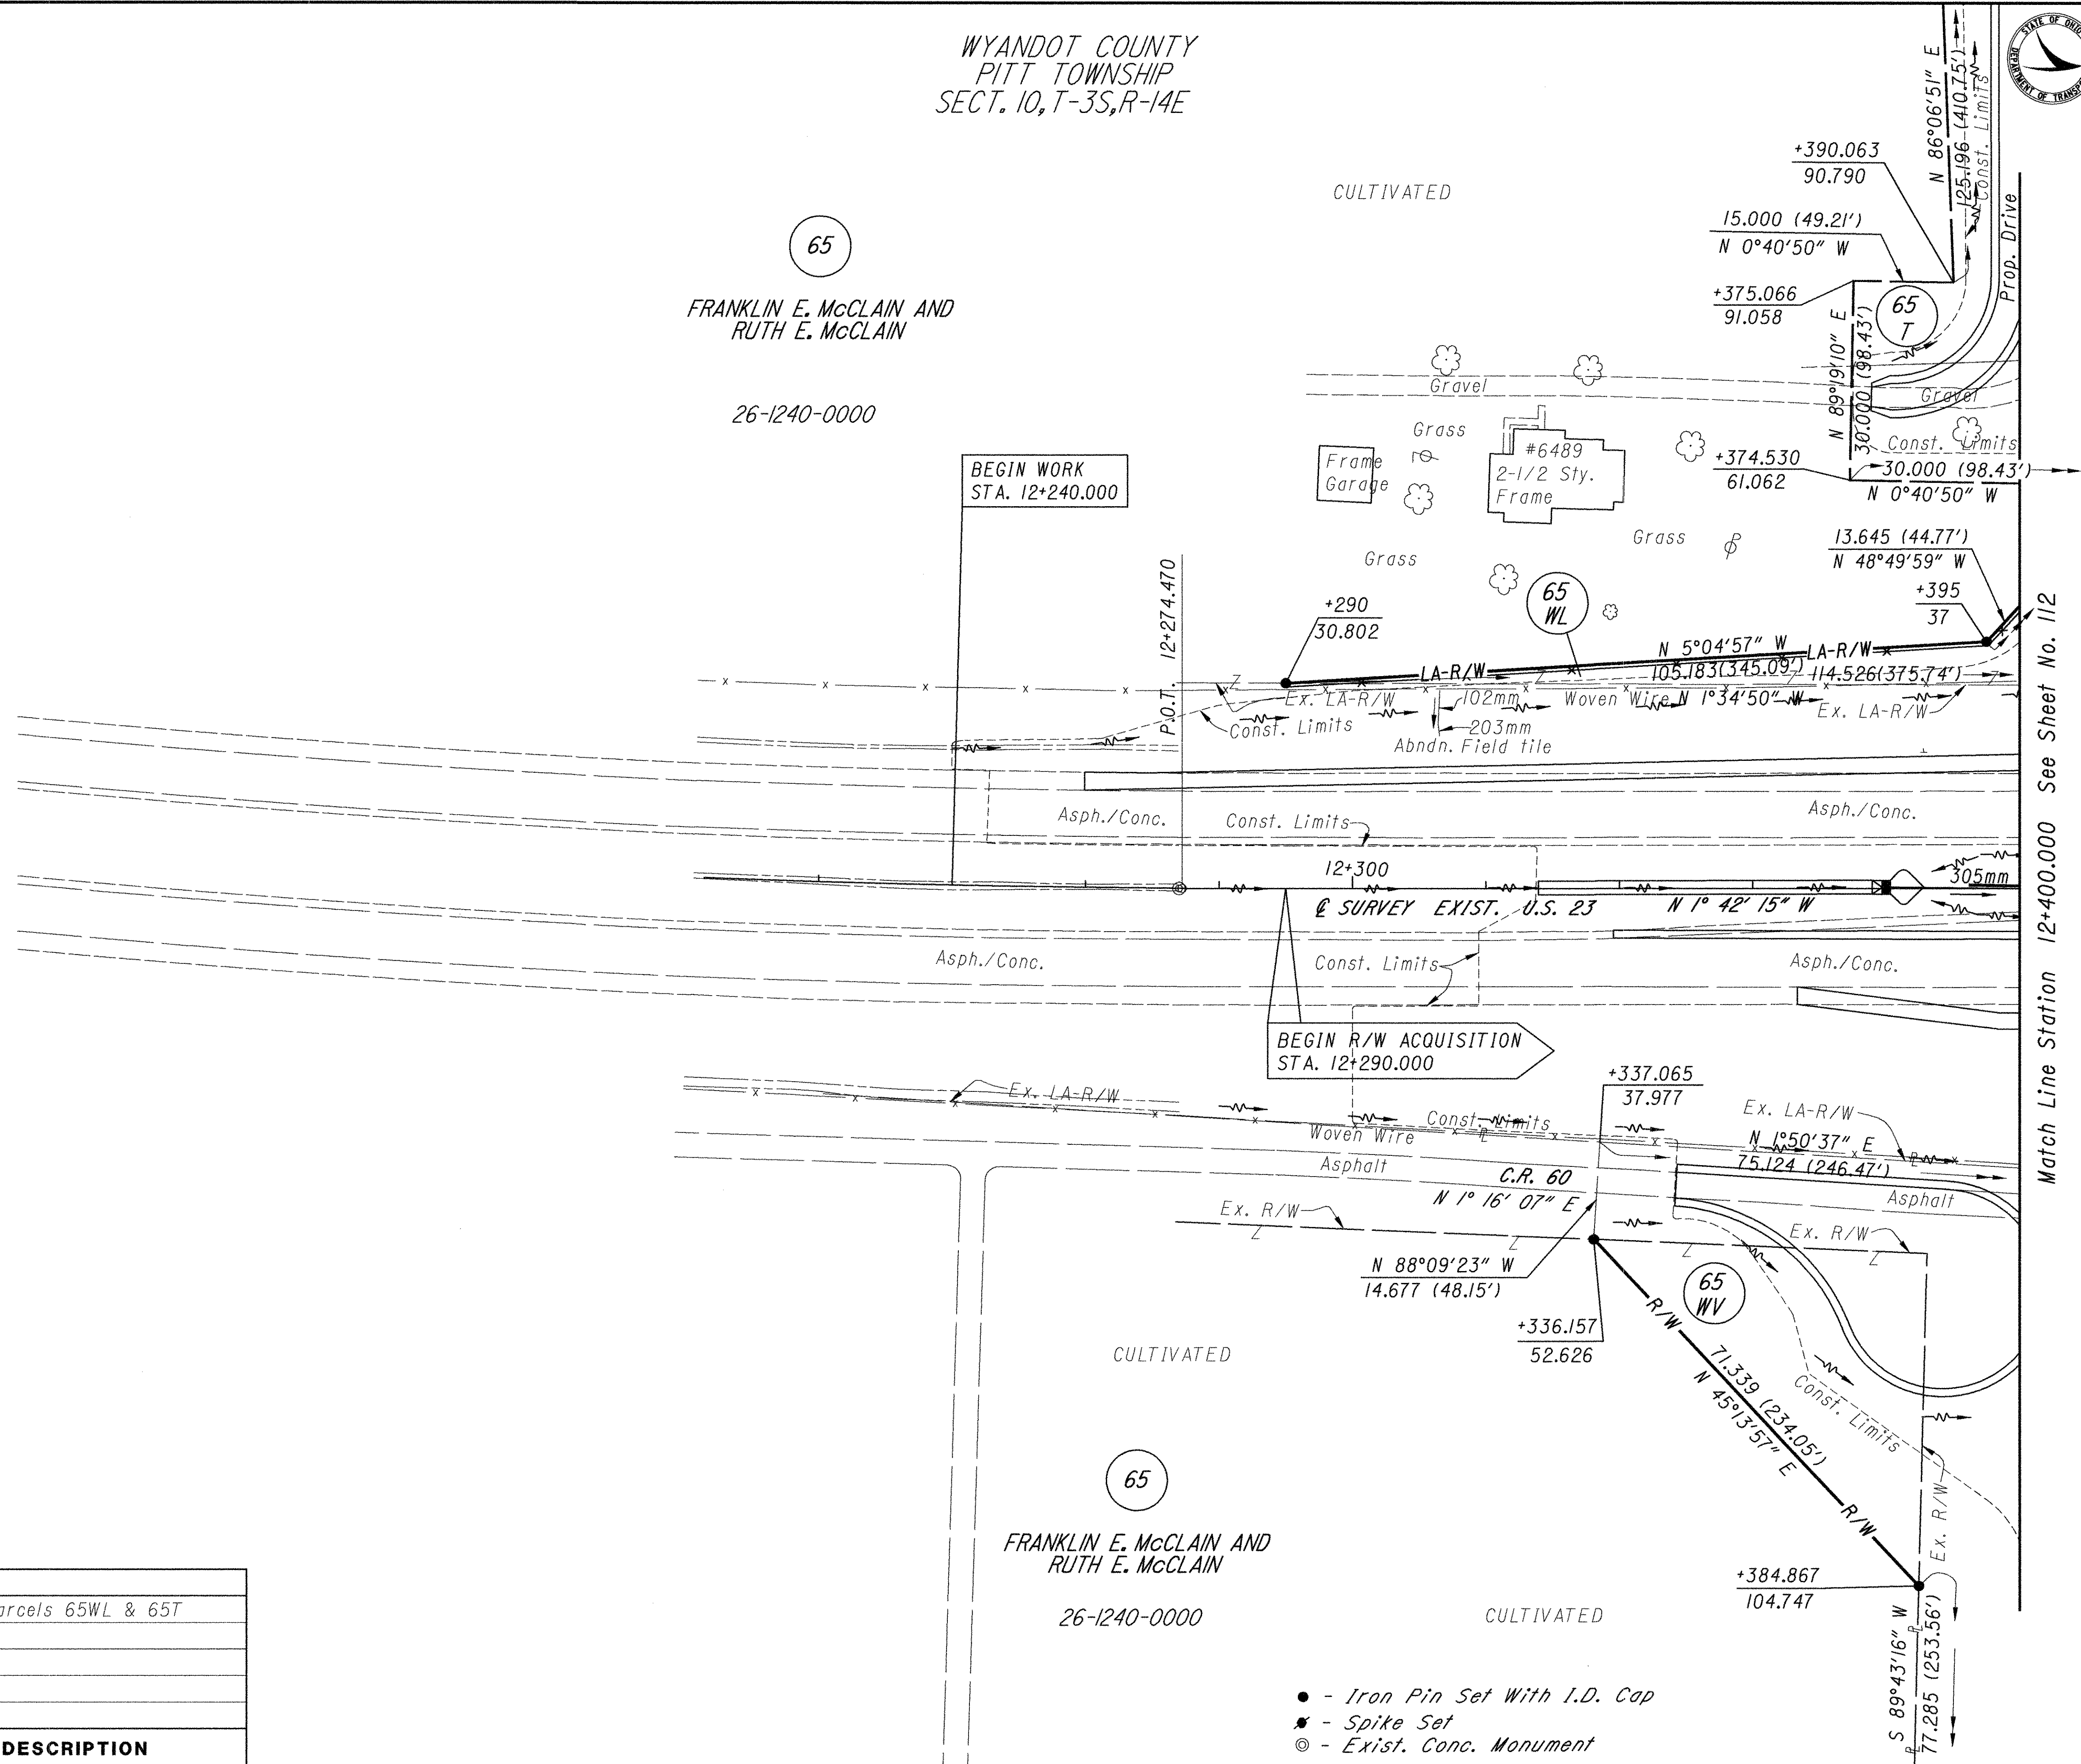 WYANDOT COUNTY
PITT TOWNSHIP
SECT. 10, T-3S, R-14E
STATE OF OHIO
DEPARTMENT OF
N 86°06'51" E
125.196 (410.75')
Const. Limits
+390.063
90.790
CULTIVATED
15.000 (49.21')
N 0°40'50" W
Prop. Drive
65
+375.066
91.058
65
T
FRANKLIN E. McCLAIN AND
RUTH E. McCLAIN
N 89°19'10" E
30.000 (98.43')
Gravel
Gravel
26-1240-0000
Grass
Const. Limits
#6489
2-1/2 Sty.
Frame
Frame
Garage
BEGIN WORK
STA. 12+240.000
+374.530
61.062
30.000 (98.43')
N 0°40'50" W
Grass
13.645 (44.77')
N 48°49'59" W
Grass
P.O.T. 12+274.470
65
WL
+290
30.802
+395
37
N 5°04'57" W
LA-R/W
LA-R/W
105.183(345.09')
114.526(375.74')
Ex. LA-R/W
102mm
Woven Wire
N 1°34'50" W
Ex. LA-R/W
Const. Limits
203mm
Abndn. Field tile
Match Line Station 12+400.000 See Sheet No. 112
Asph./Conc.
Const. Limits
Asph./Conc.
12+300
305mm
℄ SURVEY EXIST. U.S. 23
N 1° 42' 15" W
Asph./Conc.
Const. Limits
Asph./Conc.
BEGIN R/W ACQUISITION
STA. 12+290.000
+337.065
37.977
Ex. LA-R/W
Const. Limits
Ex. LA-R/W
Woven Wire
N 1°50'37" E
75.124 (246.47')
Asphalt
C.R. 60
N 1° 16' 07" E
Asphalt
Ex. R/W
Ex. R/W
N 88°09'23" W
14.677 (48.15')
65
WV
R/W
+336.157
52.626
CULTIVATED
71.339 (234.05')
N 45°13'57" E
Const. Limits
65
R/W
Ex. R/W
FRANKLIN E. McCLAIN AND
RUTH E. McCLAIN
+384.867
104.747
26-1240-0000
CULTIVATED
S 89°43'16" W
77.285 (253.56')
arcels 65WL & 65T
DESCRIPTION
● - Iron Pin Set With I.D. Cap
- Spike Set
◎ - Exist. Conc. Monument